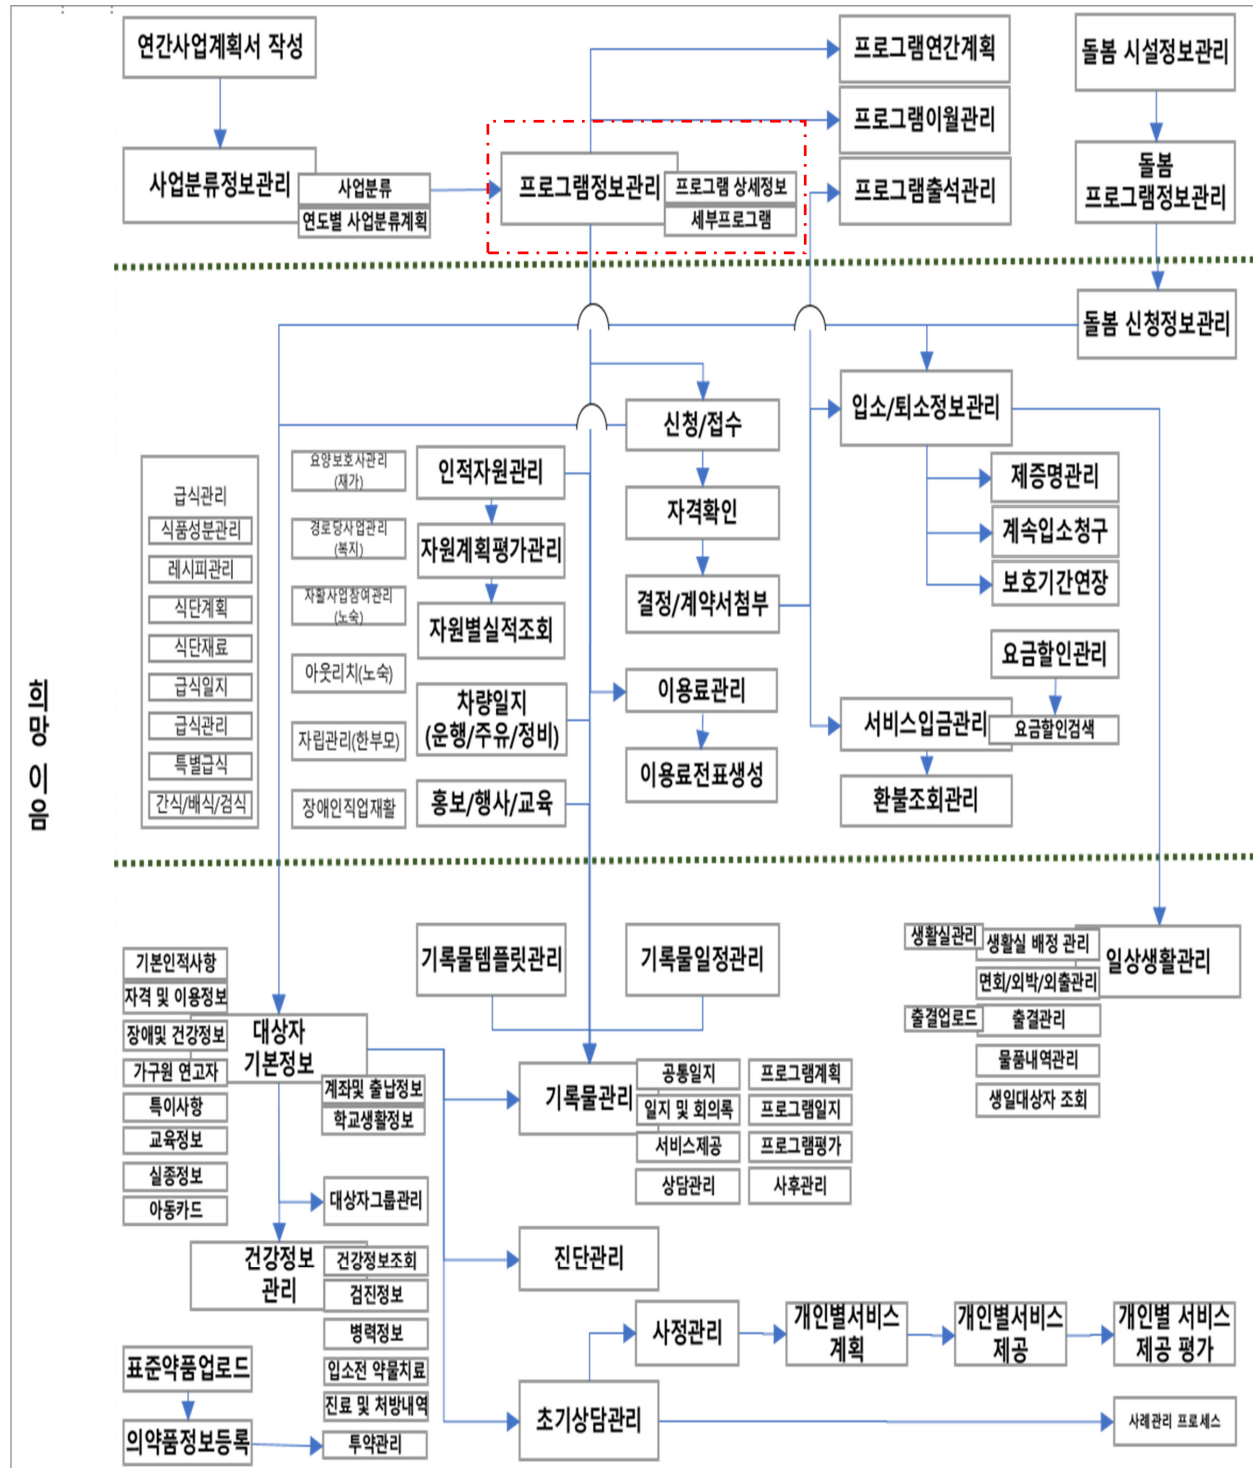 연간사업계획서 작성
사업분류정보관리
사업분류
연도별 사업분류계획
프로그램정보관리
프로그램 상세정보
세부프로그램
프로그램연간계획
프로그램이월관리
프로그램출석관리
돌봄 시설정보관리
돌봄
프로그램정보관리
돌봄 신청정보관리
희망이음
급식관리
식품성분관리
레시피관리
식단계획
식단재료
급식일지
급식관리
특별급식
간식/배식/검식
요양보호사관리
(재가)
경로당사업관리
(복지)
자활사업참여관리
(노숙)
아웃리치(노숙)
자립관리(한부모)
장애인직업재활
인적자원관리
자원계획평가관리
자원별실적조회
차량일지
(운행/주유/정비)
홍보/행사/교육
신청/접수
자격확인
결정/계약서첨부
이용료관리
이용료전표생성
입소/퇴소정보관리
제증명관리
계속입소청구
보호기간연장
요금할인관리
요금할인검색
서비스입금관리
환불조회관리
기본인적사항
자격 및 이용정보
장애및 건강정보
가구원 연고자
특이사항
교육정보
실종정보
아동카드
대상자
기본정보
계좌및 출납정보
학교생활정보
대상자그룹관리
건강정보
관리
건강정보조회
검진정보
병력정보
입소전 약물치료
진료 및 처방내역
투약관리
표준약품업로드
의약품정보등록
기록물템플릿관리
기록물일정관리
기록물관리
공통일지
일지 및 회의록
서비스제공
상담관리
프로그램계획
프로그램일지
프로그램평가
사후관리
생활실관리
생활실 배정 관리
면회/외박/외출관리
출결업로드
출결관리
물품내역관리
생일대상자 조회
일상생활관리
진단관리
사정관리
개인별서비스
계획
개인별서비스
제공
개인별 서비스
제공 평가
초기상담관리
사례관리 프로세스